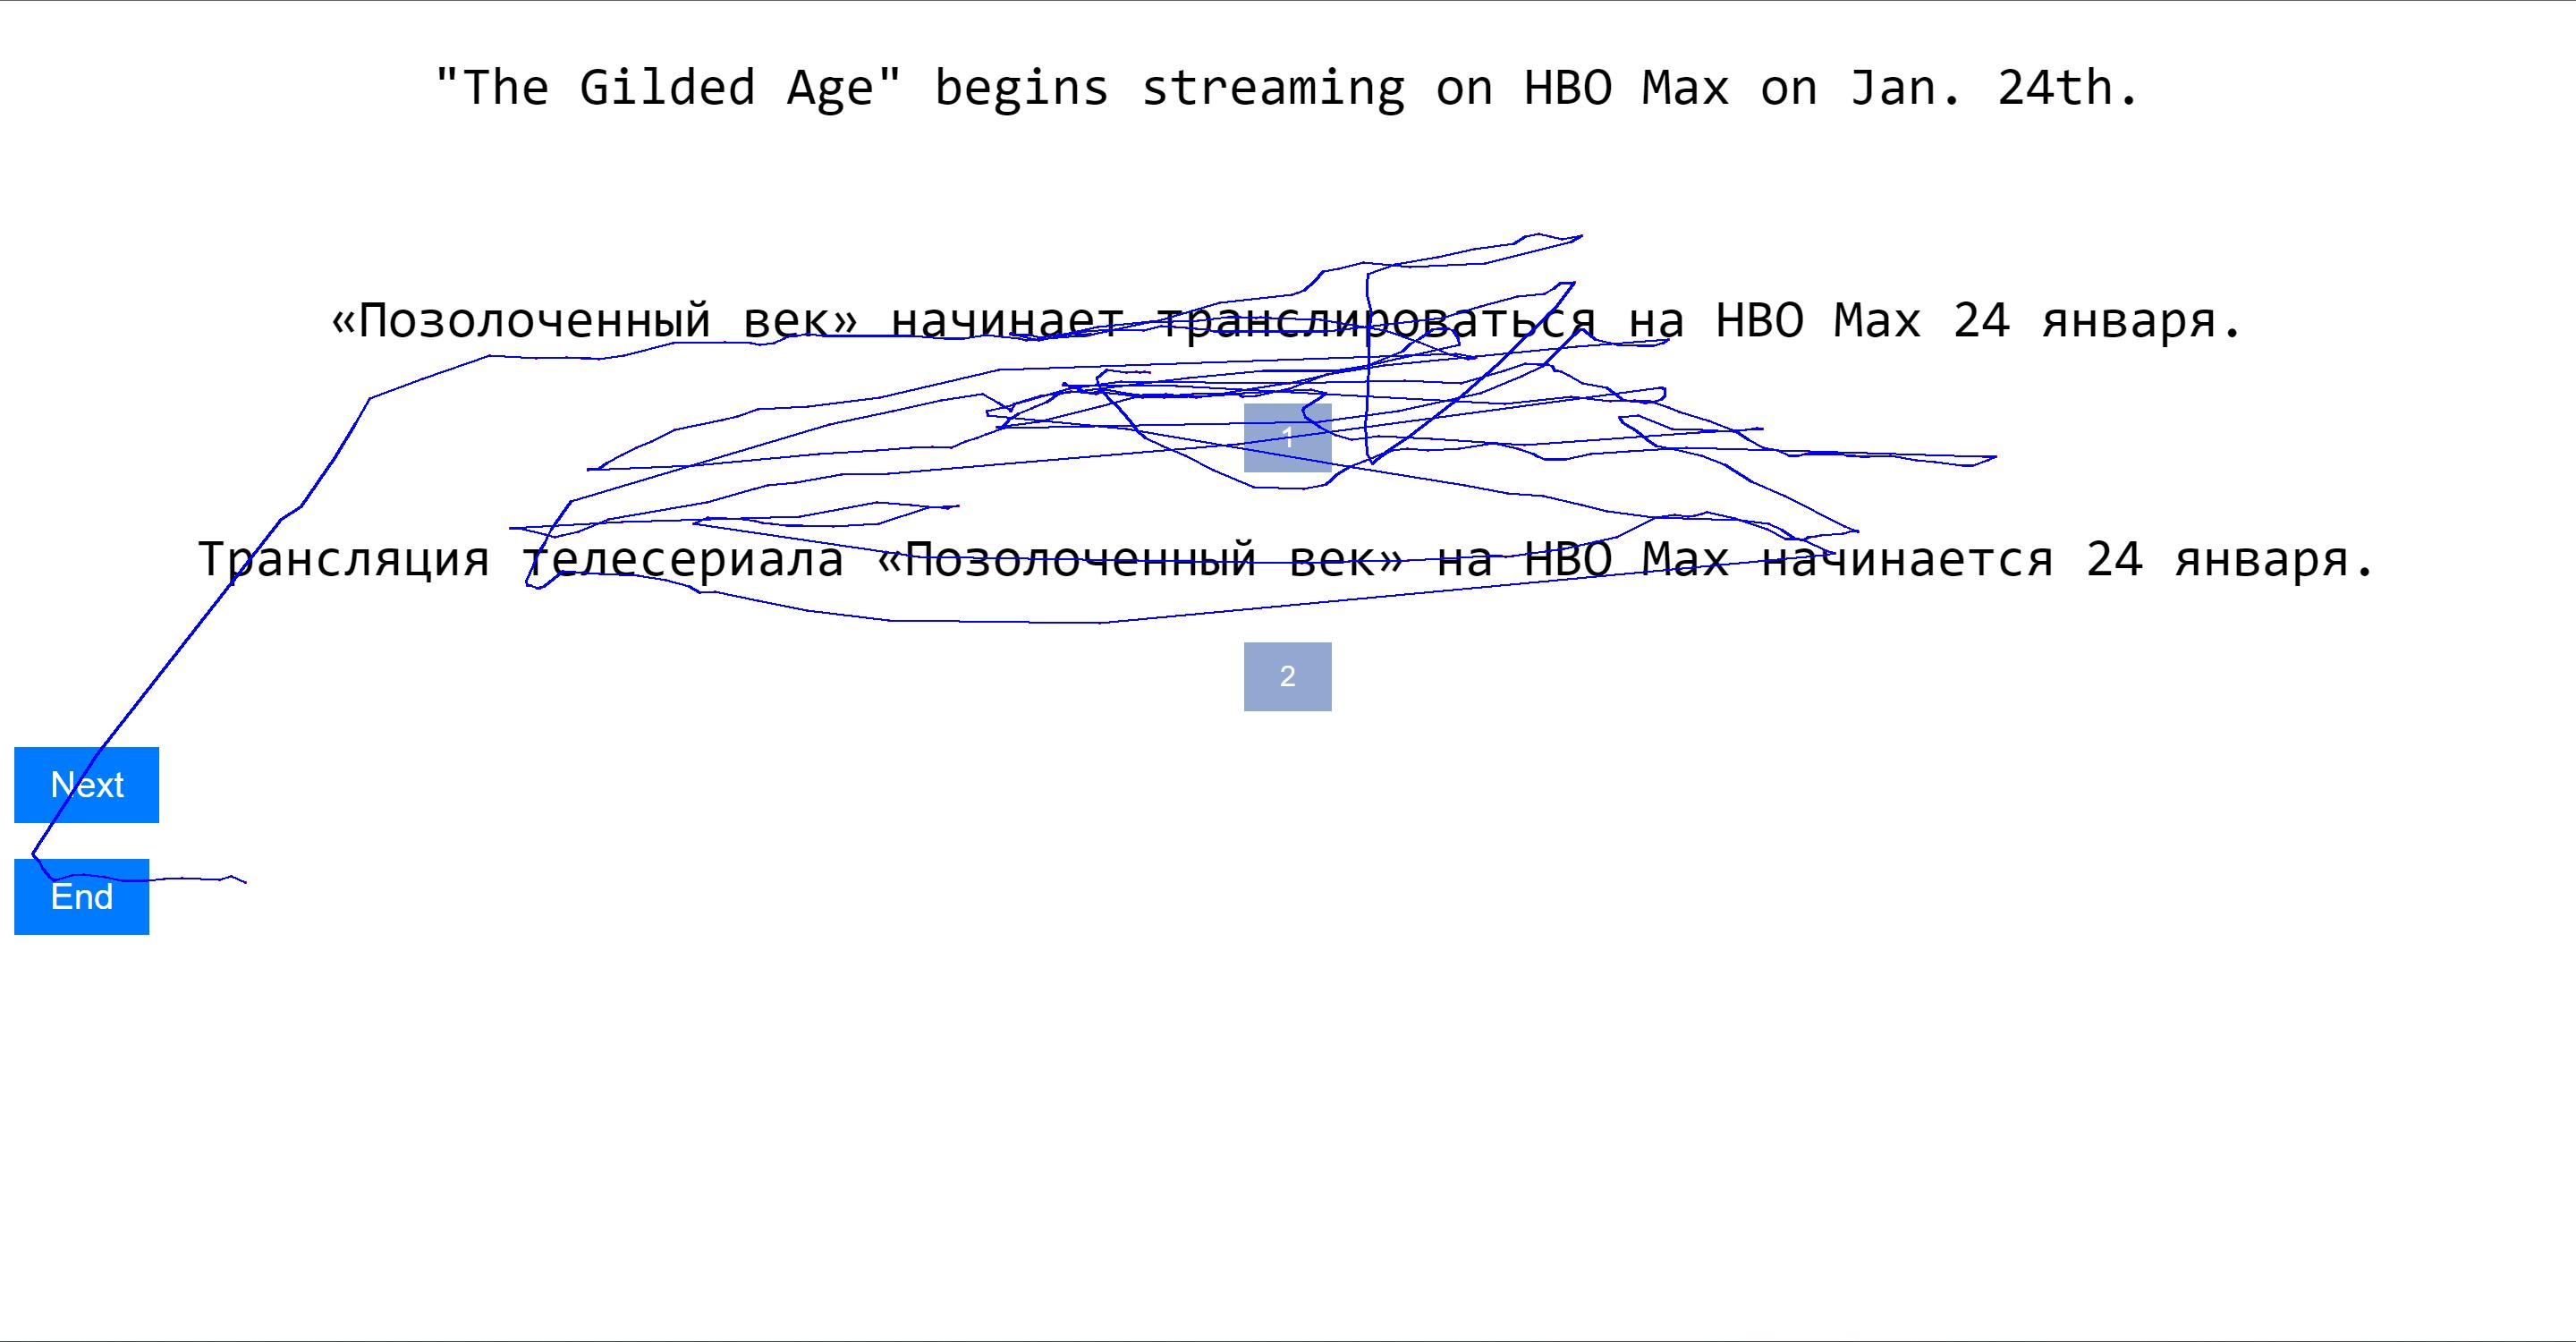 "The Gilded Age" begins streaming on HBO Max on Jan. 24th.
«Позолоченный век» начинает транслироваться на HBO Max 24 января.
1
Трансляция телесериала «Позолоченный век» на HBO Max начинается 24 января.
2
Next
End